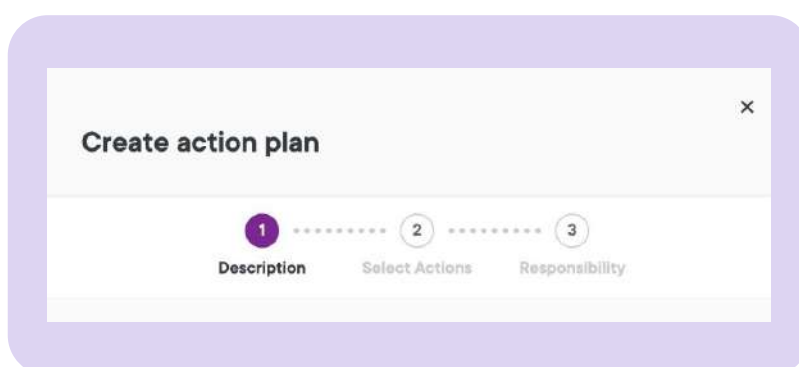 ×
Create action plan
1 2 3
Description Select Actions Responsibility